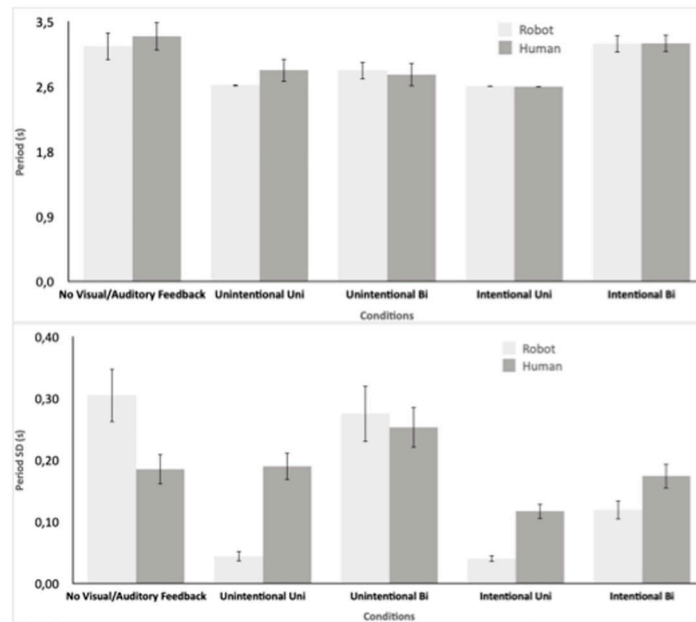 3,5
Robot
Human
2,6
1,8
0,9
0,0
Period (s)
No Visual/Auditory Feedback Unintentional Uni Unintentional Bi Intentional Uni Intentional Bi
Conditions
0,40
Robot
Human
0,30
0,20
0,10
0,00
Period SD (s)
No Visual/Auditory Feedback Unintentional Uni Unintentional Bi Intentional Uni Intentional Bi
Conditions